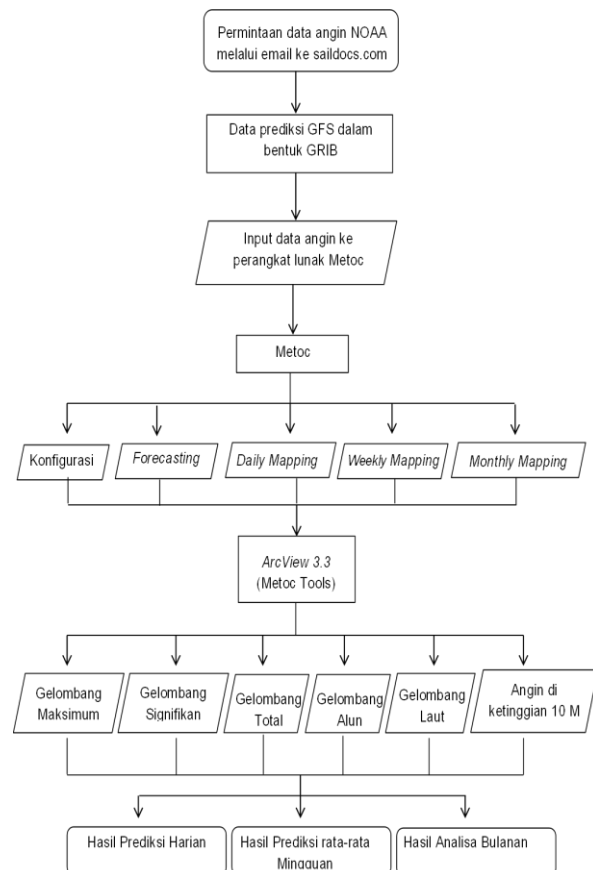 Permintaan data angin NOAA
melalui email ke saildocs.com
Data prediksi GFS dalam
bentuk GRIB
Input data angin ke
perangkat lunak Metoc
Metoc
Konfigurasi
Forecasting
Daily Mapping
Weekly Mapping
Monthly Mapping
ArcView 3.3
(Metoc Tools)
Gelombang
Maksimum
Gelombang
Signifikan
Gelombang
Total
Gelombang
Alun
Gelombang
Laut
Angin di
ketinggian 10 M
Hasil Prediksi Harian
Hasil Prediksi rata-rata
Mingguan
Hasil Analisa Bulanan